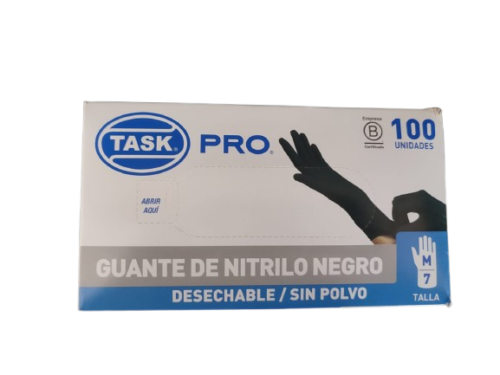 TASK®
PRO®
Empresa
B
Certificada
100
UNIDADES
ABRIR
AQUÍ
GUANTE DE NITRILO NEGRO
M
7
DESECHABLE / SIN POLVO
TALLA